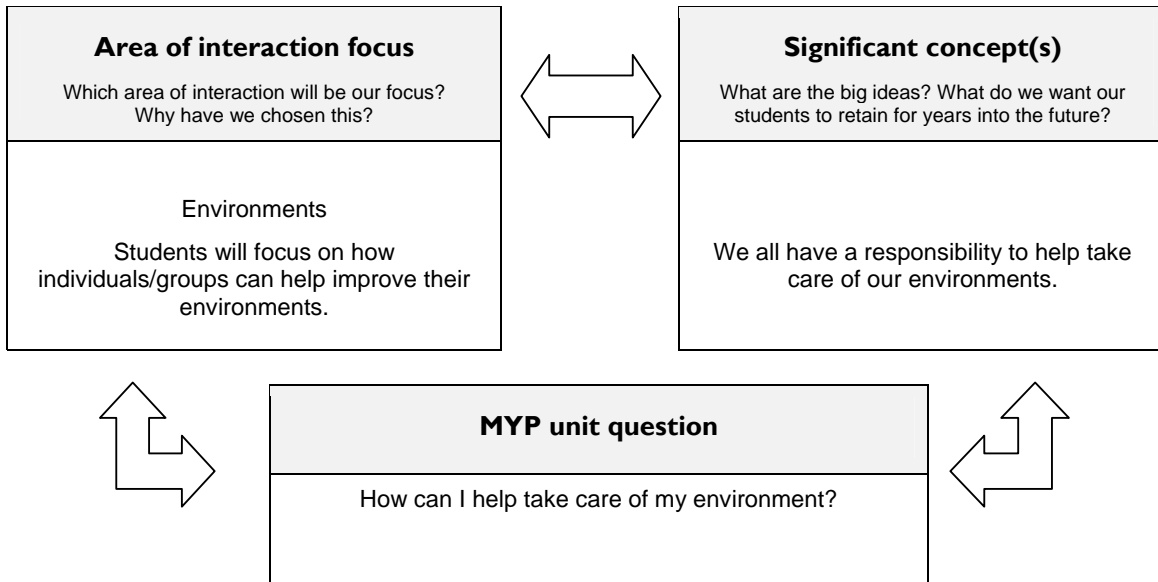 Area of interaction focus
Which area of interaction will be our focus?
Why have we chosen this?
Environments
Students will focus on how
individuals/groups can help improve their
environments.
Significant concept(s)
What are the big ideas? What do we want our
students to retain for years into the future?
We all have a responsibility to help take
care of our environments.
MYP unit question
How can I help take care of my environment?